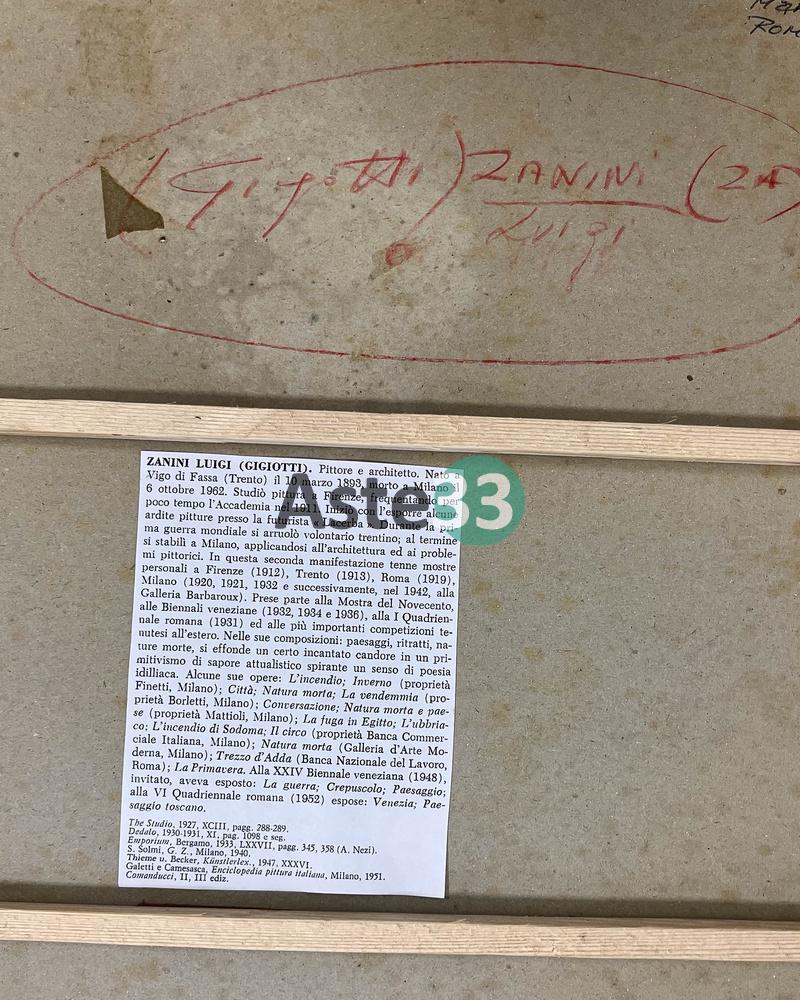 Rom
(Gigotti) ZANINI (ZA
Luigi
ZANINI LUIGI (GIGIOTTI). Pittore e architetto. Nato a
Vigo di Fassa (Trento) il 10 marzo 1893, morto a Milano il
6 ottobre 1962. Studiò pittura a Firenze, frequentando per
poco tempo l'Accademia nel 1911. Iniziò con l'esporre alcune
ardite pitture presso la futurista Lacerba. Durante la pri-
ma guerra mondiale si arruolò volontario trentino; al termine
si stabilì a Milano, applicandosi all'architettura ed ai proble-
mi pittorici. In questa seconda manifestazione tenne mostre
personali a Firenze (1912), Trento (1913), Roma (1919),
Milano (1920, 1921, 1932 e successivamente, nel 1942, alla
Galleria Barbaroux). Prese parte alla Mostra del Novecento,
alle Biennali veneziane (1932, 1934 e 1936), alla I Quadrien-
nale romana (1931) ed alle più importanti competizioni te-
nutesi all'estero. Nelle sue composizioni: paesaggi, ritratti, na-
ture morte, si effonde un certo incantato candore in un pri-
mitivismo di sapore attualistico spirante un senso di poesia
idilliaca. Alcune sue opere: L'incendio; Inverno (proprietà
Finetti, Milano); Città; Natura morta; La vendemmia (pro-
prietà Borletti, Milano); Conversazione; Natura morta e pae-
se (proprietà Mattioli, Milano); La fuga in Egitto; L'ubbria-
co; L'incendio di Sodoma; Il circo (proprietà Banca Commer-
ciale Italiana, Milano); Natura morta (Galleria d'Arte Mo-
derna, Milano); Trezzo d'Adda (Banca Nazionale del Lavoro,
Roma); La Primavera. Alla XXIV Biennale veneziana (1948),
invitato, aveva esposto: La guerra; Crepuscolo; Paesaggio;
alla VI Quadriennale romana (1952) espose: Venezia; Pae-
saggio toscano.
The Studio, 1927, XCIII, pagg. 288-289.
Dedalo, 1930-1931, XI, pag. 1098 e seg.
Emporium, Bergamo, 1933, LXXVII, pagg. 345, 358 (A. Nezi).
S. Solmi, G. Z., Milano, 1940.
Thieme u. Becker, Künstlerlex., 1947, XXXVI.
Galetti e Camesasca, Enciclopedia pittura italiana, Milano, 1951.
Comanducci, II, III ediz.
Aste33